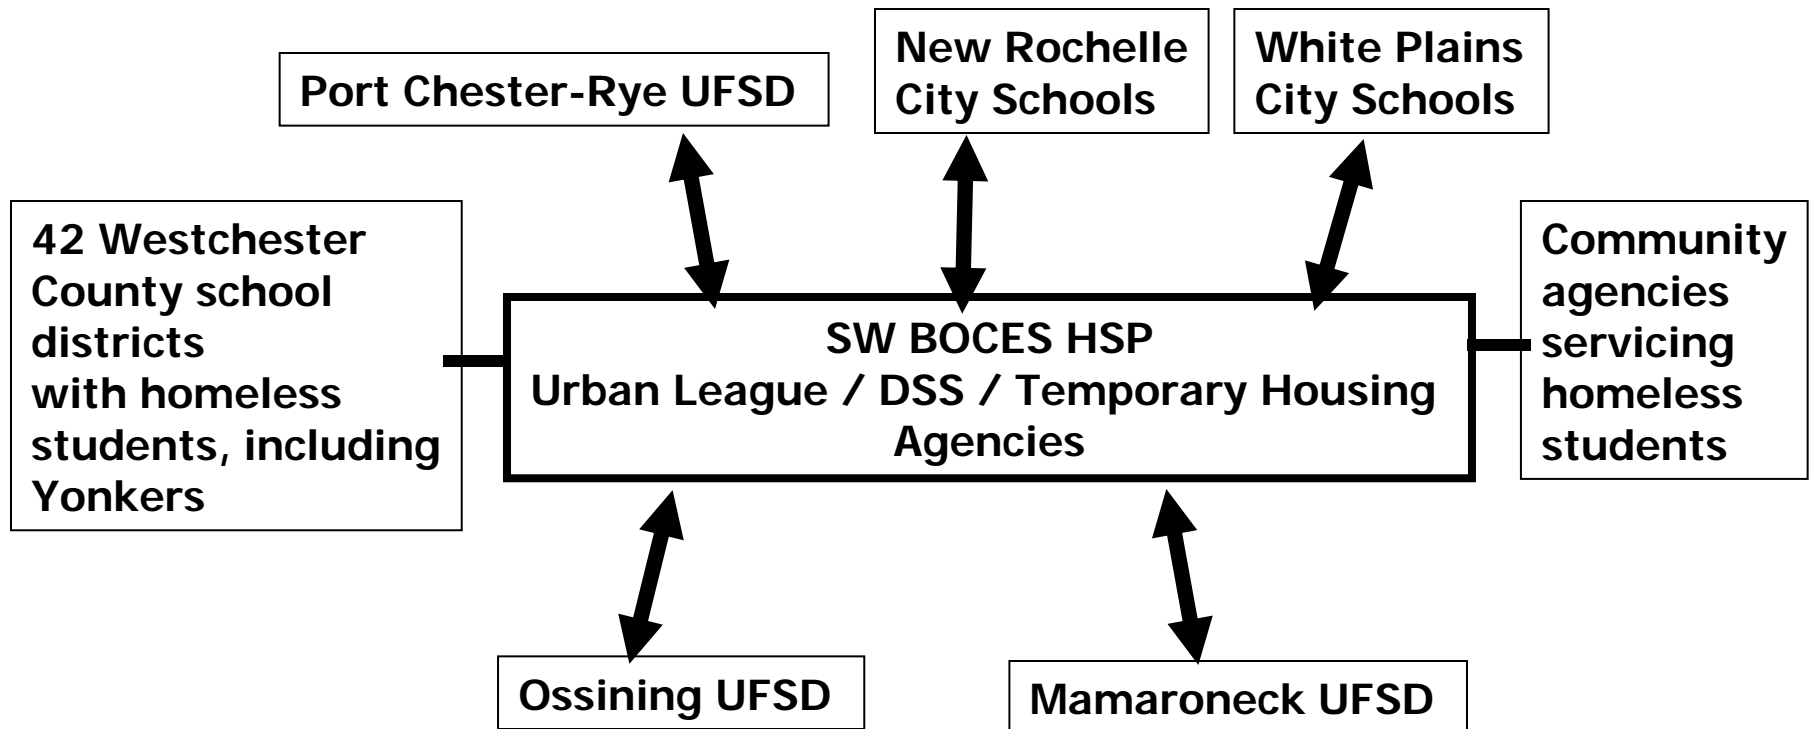 Port Chester-Rye UFSD
New Rochelle
City Schools
White Plains
City Schools
42 Westchester
County school
districts
with homeless
students, including
Yonkers
SW BOCES HSP
Urban League / DSS / Temporary Housing
Agencies
Community
agencies
servicing
homeless
students
Ossining UFSD
Mamaroneck UFSD